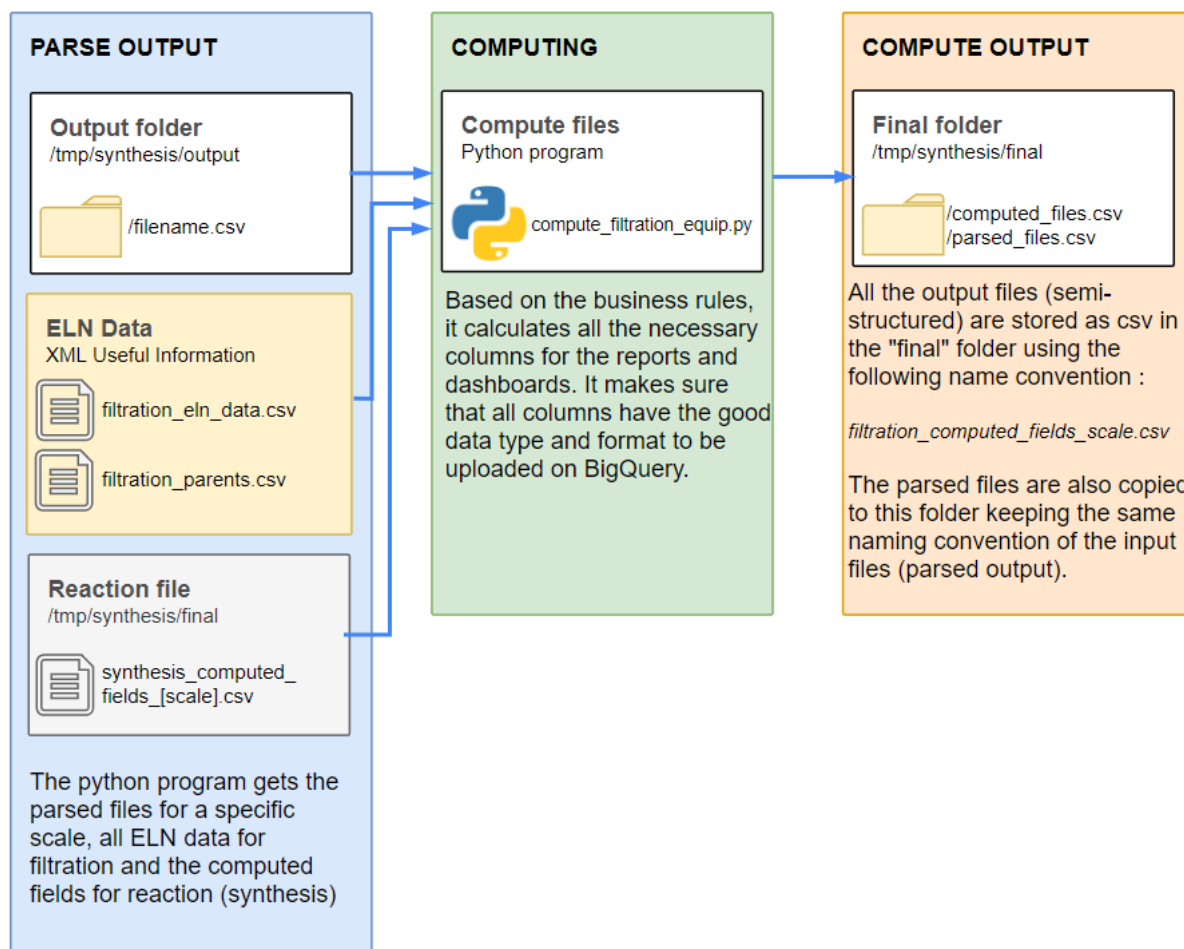 PARSE OUTPUT
Output folder
/tmp/synthesis/output
/filename.csv
ELN Data
XML Useful Information
filtration_eln_data.csv
filtration_parents.csv
Reaction file
/tmp/synthesis/final
synthesis_computed_
fields_[scale].csv
The python program gets the
parsed files for a specific
scale, all ELN data for
filtration and the computed
fields for reaction (synthesis)
COMPUTING
Compute files
Python program
compute_filtration_equip.py
Based on the business rules,
it calculates all the necessary
columns for the reports and
dashboards. It makes sure
that all columns have the good
data type and format to be
uploaded on BigQuery.
COMPUTE OUTPUT
Final folder
/tmp/synthesis/final
/computed_files.csv
/parsed_files.csv
All the output files (semi-
structured) are stored as csv in
the "final" folder using the
following name convention :
filtration_computed_fields_scale.csv
The parsed files are also copied
to this folder keeping the same
naming convention of the input
files (parsed output).